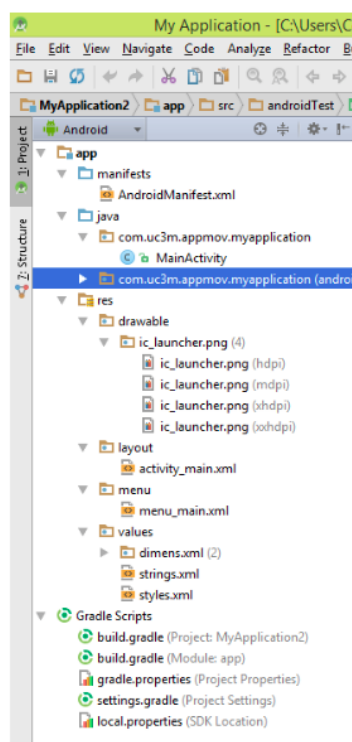 My Application - [C:\Users\C
File Edit View Navigate Code Analyze Refactor B
MyApplication2 app src androidTest
1: Project
Android
7: Structure
app
manifests
AndroidManifest.xml
java
com.uc3m.appmov.myapplication
MainActivity
com.uc3m.appmov.myapplication (andro
res
drawable
ic_launcher.png (4)
ic_launcher.png (hdpi)
ic_launcher.png (mdpi)
ic_launcher.png (xhdpi)
ic_launcher.png (xxhdpi)
layout
activity_main.xml
menu
menu_main.xml
values
dimens.xml (2)
strings.xml
styles.xml
Gradle Scripts
build.gradle (Project: MyApplication2)
build.gradle (Module: app)
gradle.properties (Project Properties)
settings.gradle (Project Settings)
local.properties (SDK Location)